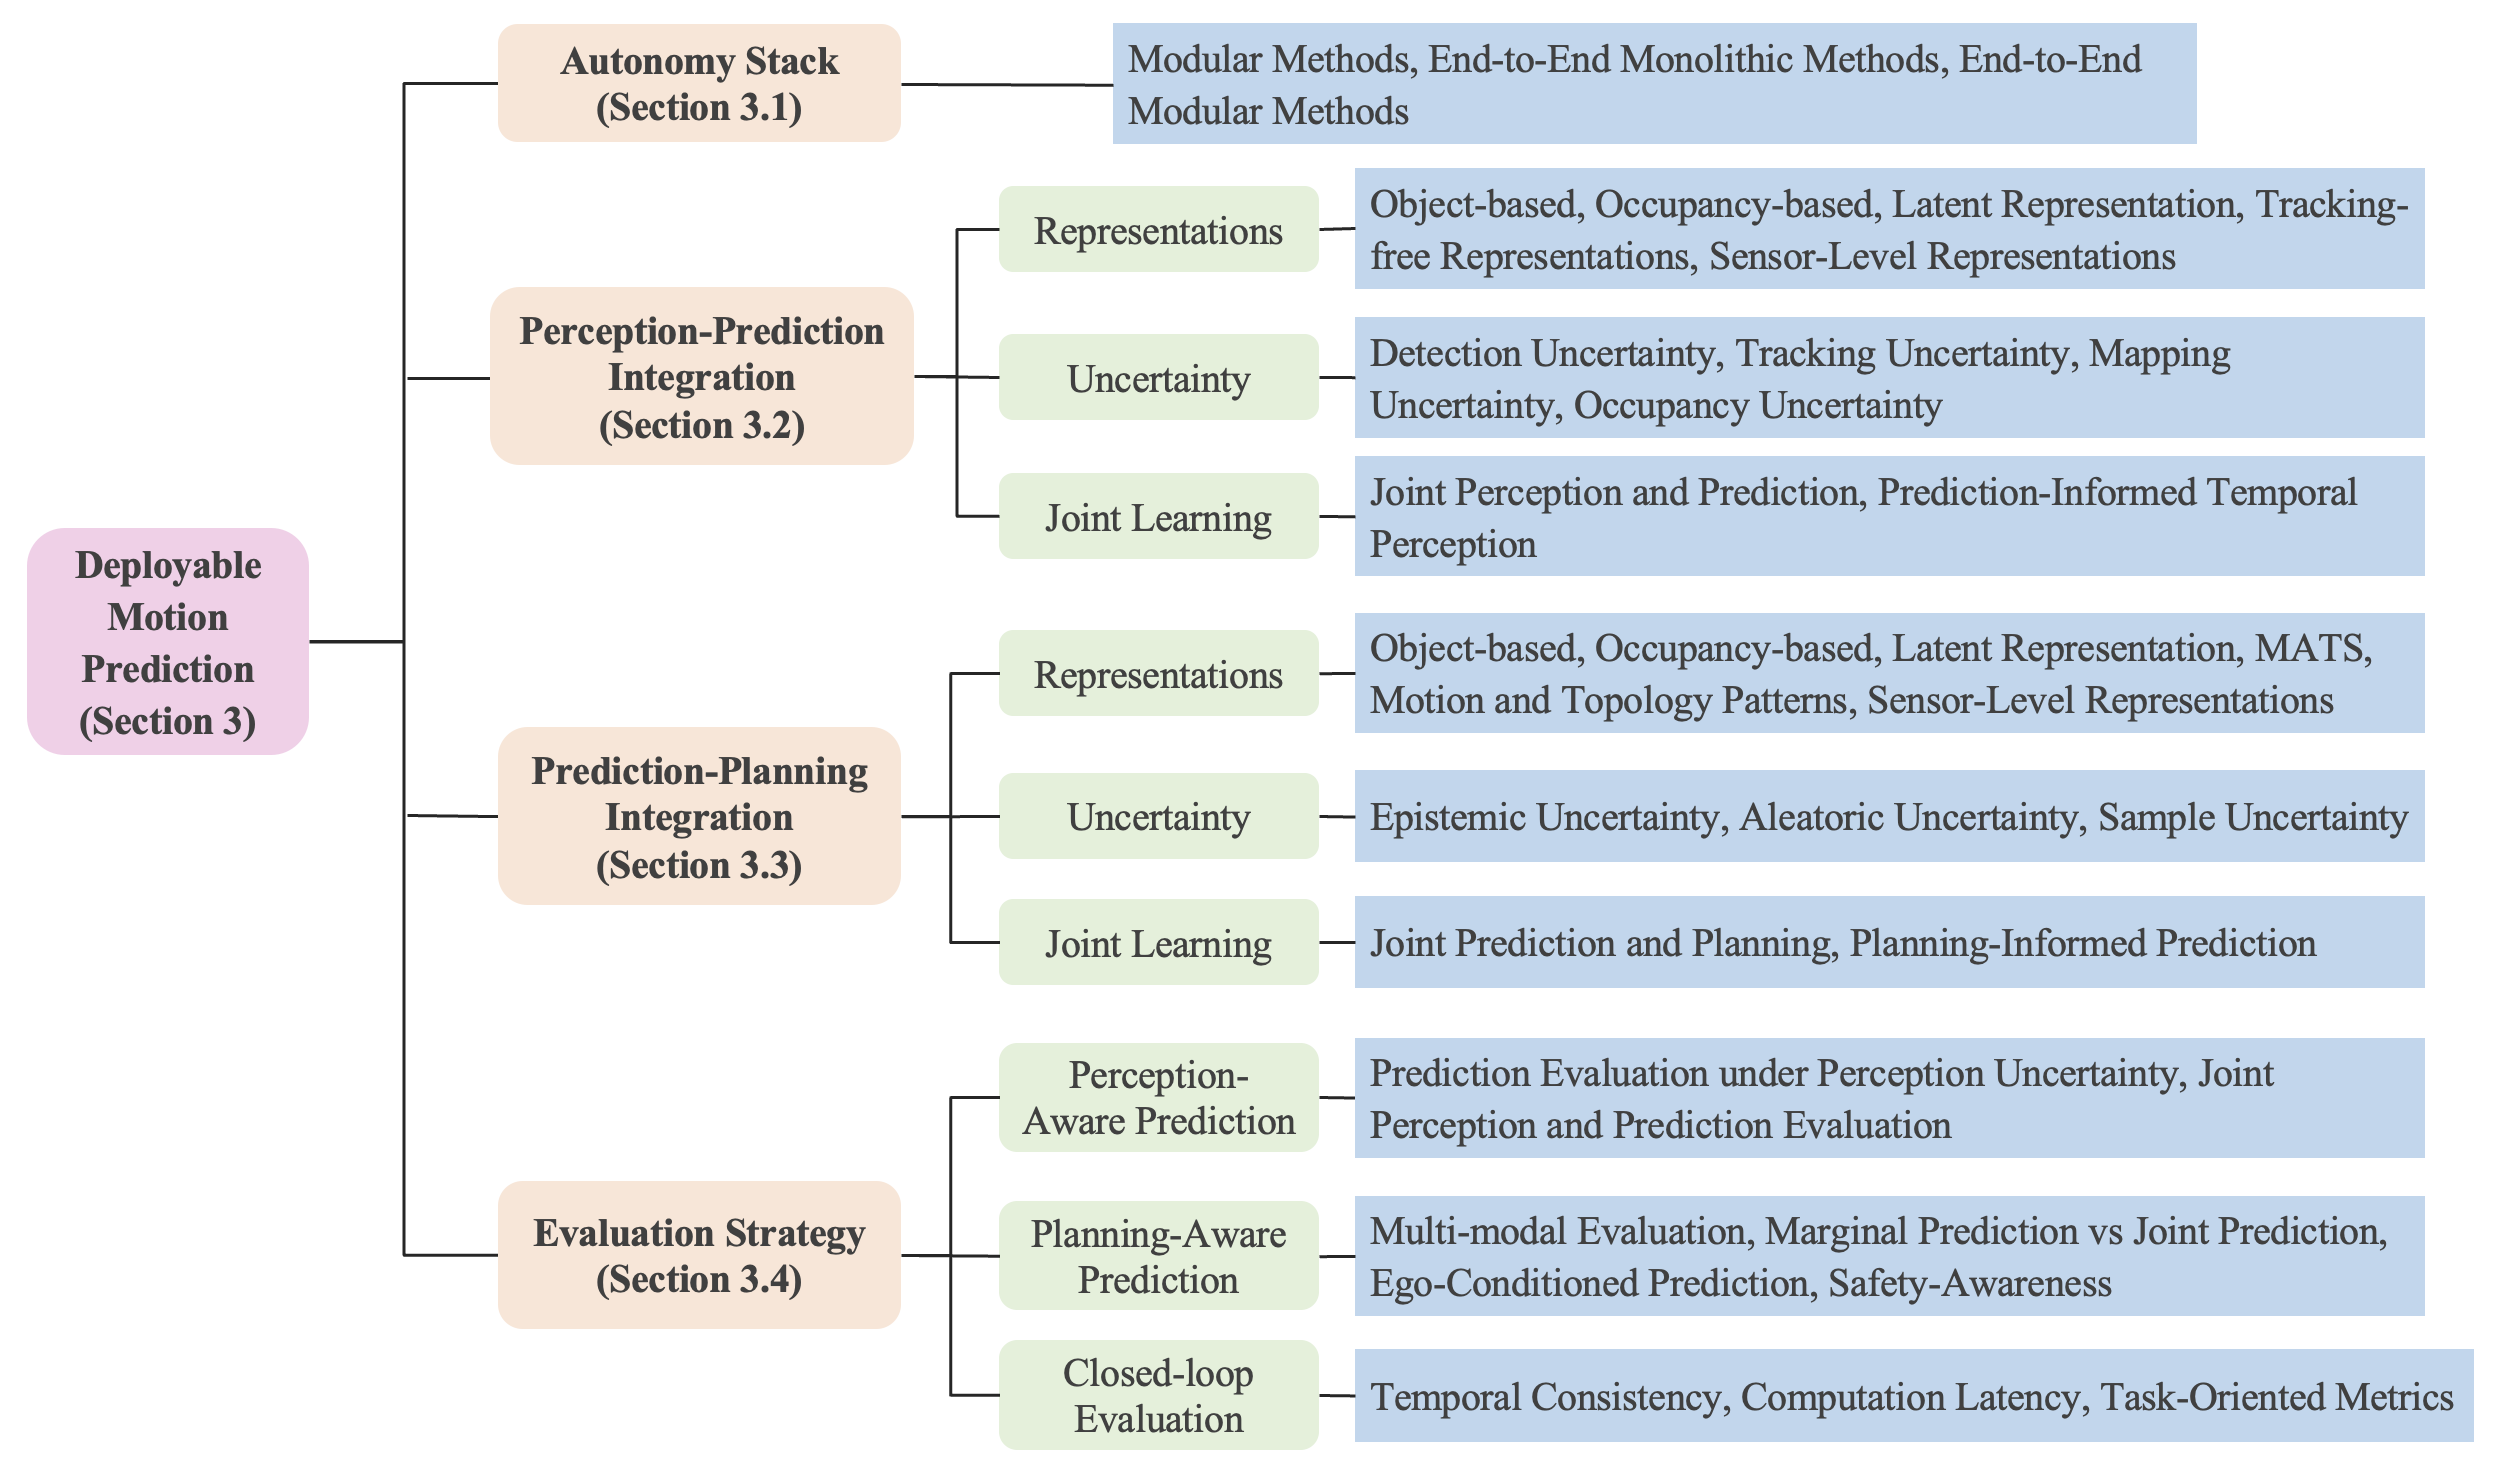 Deployable
Motion
Prediction
(Section 3)
Autonomy Stack
(Section 3.1)
Modular Methods, End-to-End Monolithic Methods, End-to-End
Modular Methods
Perception-Prediction
Integration
(Section 3.2)
Representations
Object-based, Occupancy-based, Latent Representation, Tracking-
free Representations, Sensor-Level Representations
Uncertainty
Detection Uncertainty, Tracking Uncertainty, Mapping
Uncertainty, Occupancy Uncertainty
Joint Learning
Joint Perception and Prediction, Prediction-Informed Temporal
Perception
Prediction-Planning
Integration
(Section 3.3)
Representations
Object-based, Occupancy-based, Latent Representation, MATS,
Motion and Topology Patterns, Sensor-Level Representations
Uncertainty
Epistemic Uncertainty, Aleatoric Uncertainty, Sample Uncertainty
Joint Learning
Joint Prediction and Planning, Planning-Informed Prediction
Evaluation Strategy
(Section 3.4)
Perception-
Aware Prediction
Prediction Evaluation under Perception Uncertainty, Joint
Perception and Prediction Evaluation
Planning-Aware
Prediction
Multi-modal Evaluation, Marginal Prediction vs Joint Prediction,
Ego-Conditioned Prediction, Safety-Awareness
Closed-loop
Evaluation
Temporal Consistency, Computation Latency, Task-Oriented Metrics